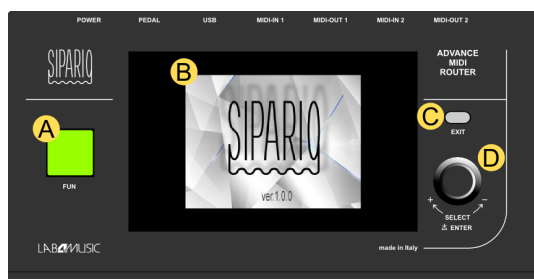 POWER PEDAL USB MIDI-IN 1 MIDI-OUT 1 MIDI-IN 2 MIDI-OUT 2
SIPARIO
ADVANCE
MIDI
ROUTER
B
SIPARIO
ver:1.0.0
A
FUN
C
EXIT
D
+ -
SELECT
ENTER
LAB4MUSIC
made in Italy